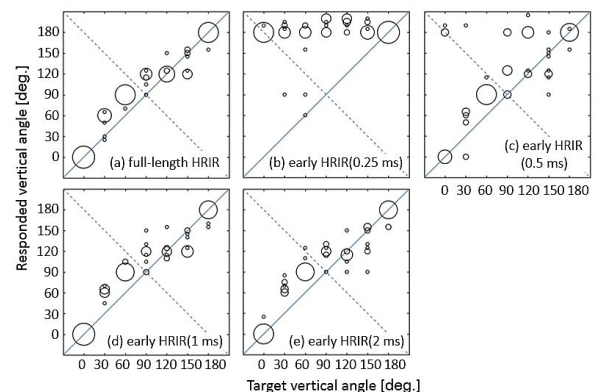 180
150
120
90
60
30
0
(a) full-length HRIR
(b) early HRIR(0.25 ms)
(c) early HRIR
(0.5 ms)
0 30 60 90 120 150 180
Responded vertical angle [deg.]
180
150
120
90
60
30
0
(d) early HRIR(1 ms)
(e) early HRIR(2 ms)
0 30 60 90 120 150 180
0 30 60 90 120 150 180
Target vertical angle [deg.]